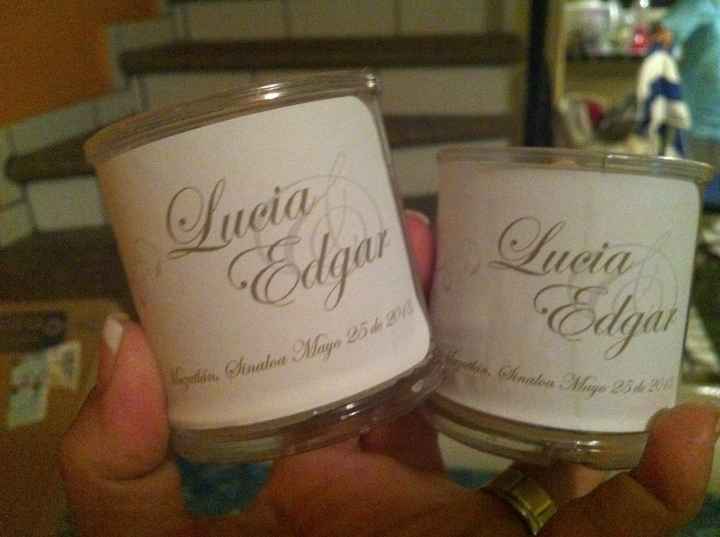 Lucia
&
Edgar
Mazatlán, Sinaloa Mayo 25 de 2013
Lucia
&
Edgar
Mazatlán, Sinaloa Mayo 25 de 2013